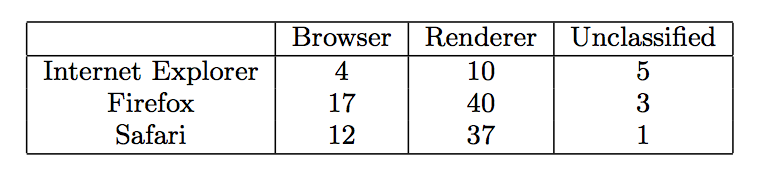 Browser Renderer Unclassified
Internet Explorer 4 10 5
Firefox 17 40 3
Safari 12 37 1